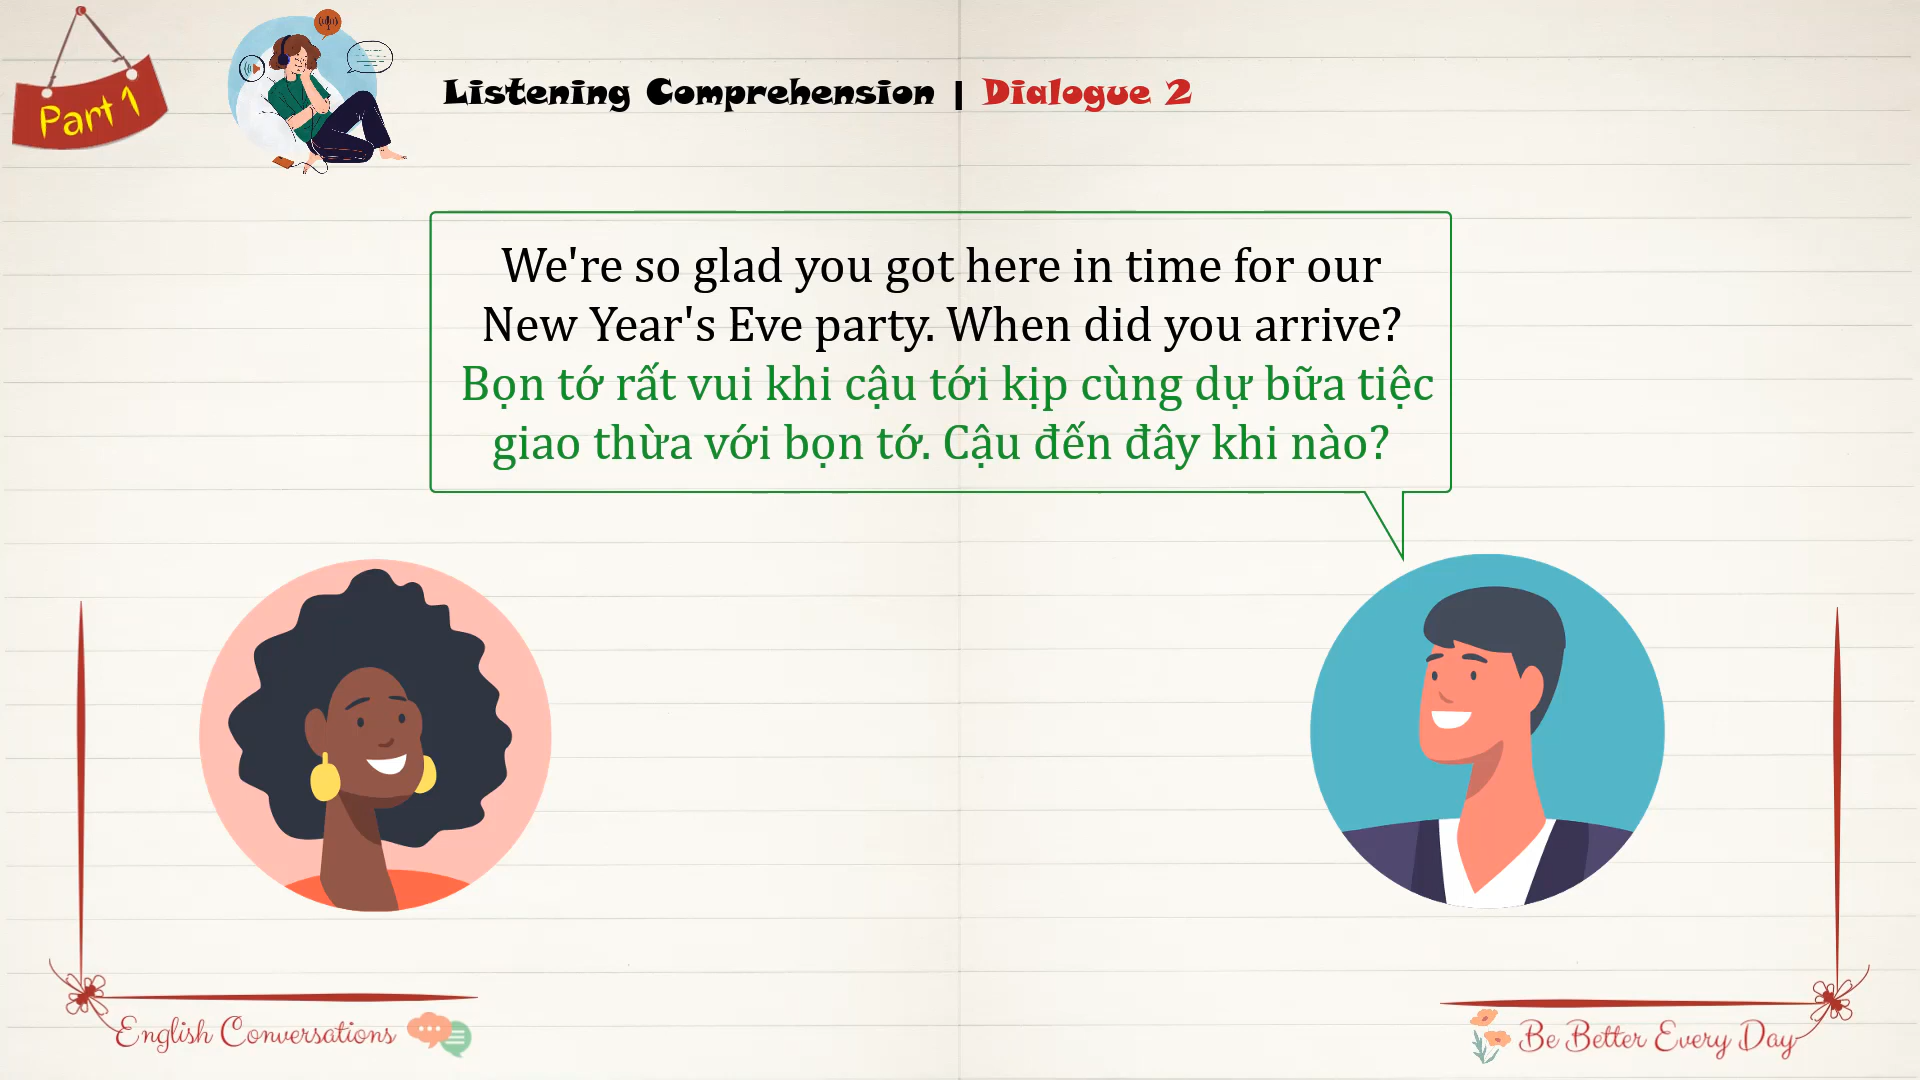 Part 1
Listening Comprehension | Dialogue 2
We're so glad you got here in time for our
New Year's Eve party. When did you arrive?
Bọn tớ rất vui khi cậu tới kịp cùng dự bữa tiệc
giao thừa với bọn tớ. Cậu đến đây khi nào?
English Conversations
Be Better Every Day